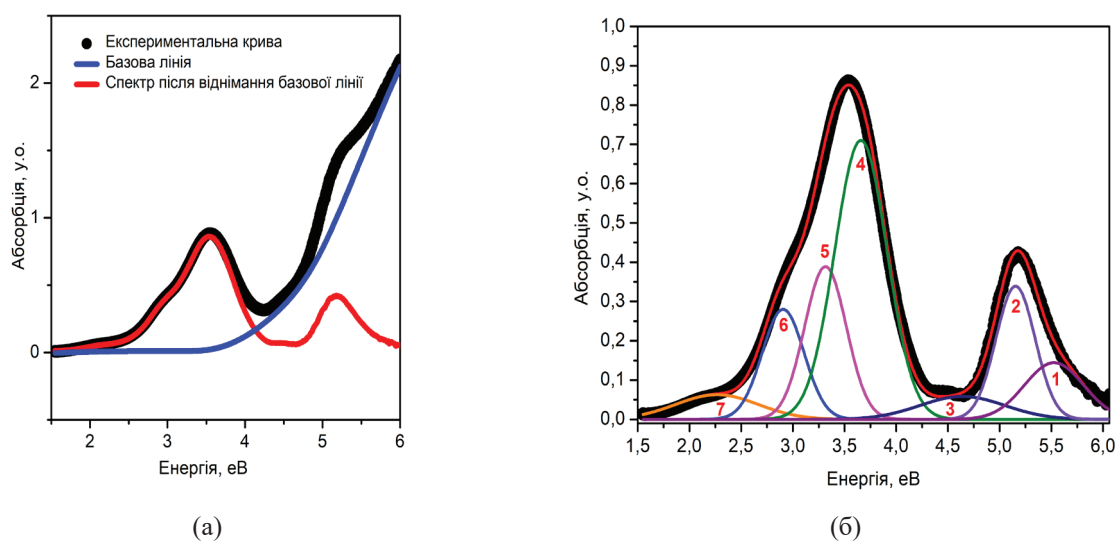 Експериментальна крива
Базова лінія
Спектр після віднімання базової лінії
Абсорбція, у.о.
2
1
0
2 3 4 5 6
Енергія, еВ
(а)
Абсорбція, у.о.
1,0
0,9
0,8
0,7
0,6
0,5
0,4
0,3
0,2
0,1
0,0
4
5
6
2
1
7
3
1,5 2,0 2,5 3,0 3,5 4,0 4,5 5,0 5,5 6,0
Енергія, еВ
(б)